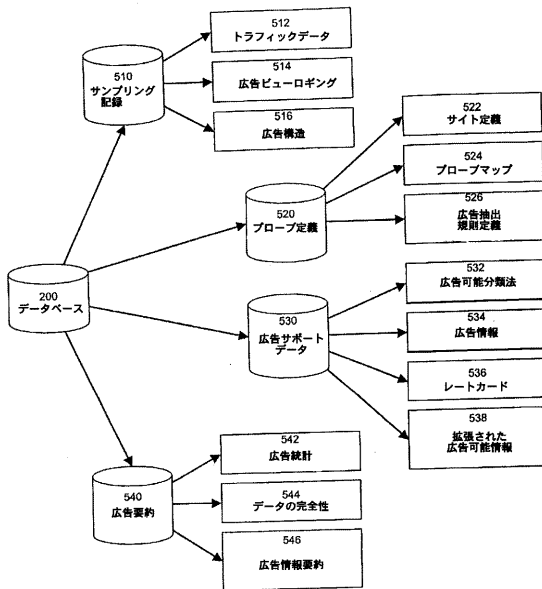 510
サンプリング
記録
512
トラフィックデータ
514
広告ビューロギング
516
広告構造
520
プローブ定義
522
サイト定義
524
プローブマップ
526
広告抽出
規則定義
200
データベース
530
広告サポート
データ
532
広告可能分類法
534
広告情報
536
レートカード
538
拡張された
広告可能情報
540
広告要約
542
広告統計
544
データの完全性
546
広告情報要約